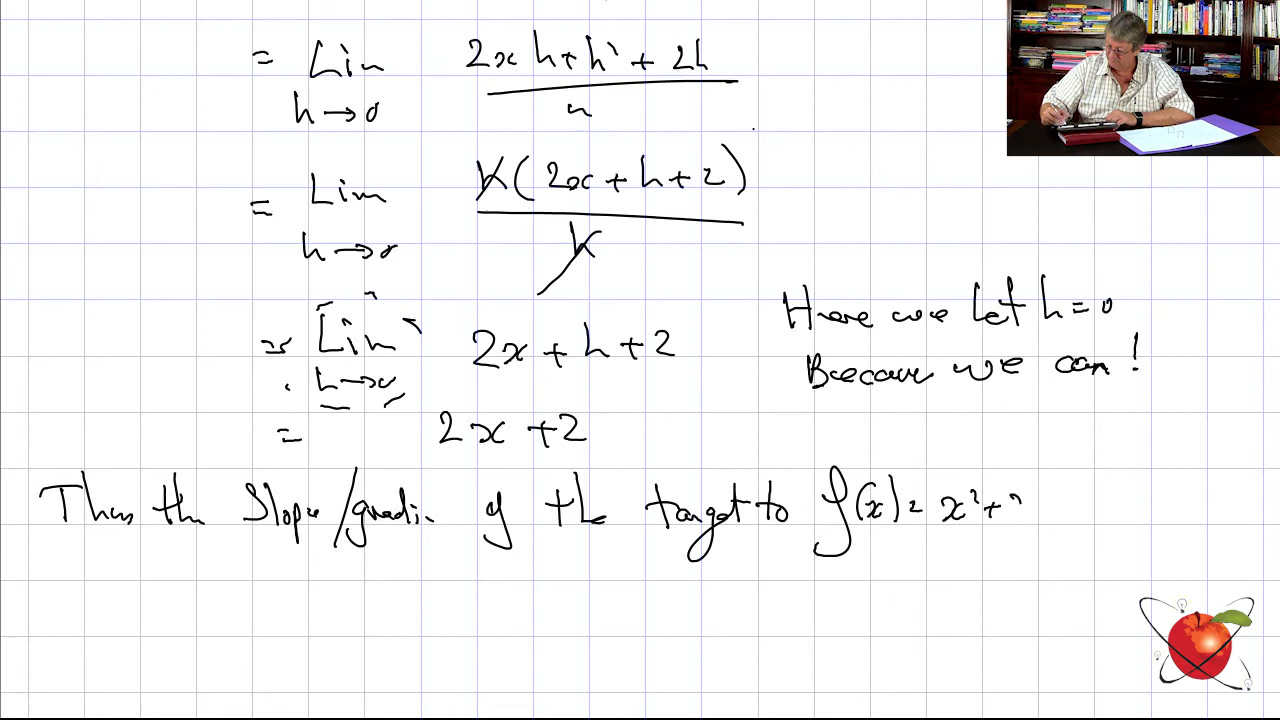 = Lim 2xh+h²+2h
h→0 h
= Lim h(2x+h+2)
h→0 h
= Lim 2x+h+2
h→0
Here we let h=0
Because we can!
= 2x+2
Thus the Slope/gradi of the tanget to f(x)= x²+